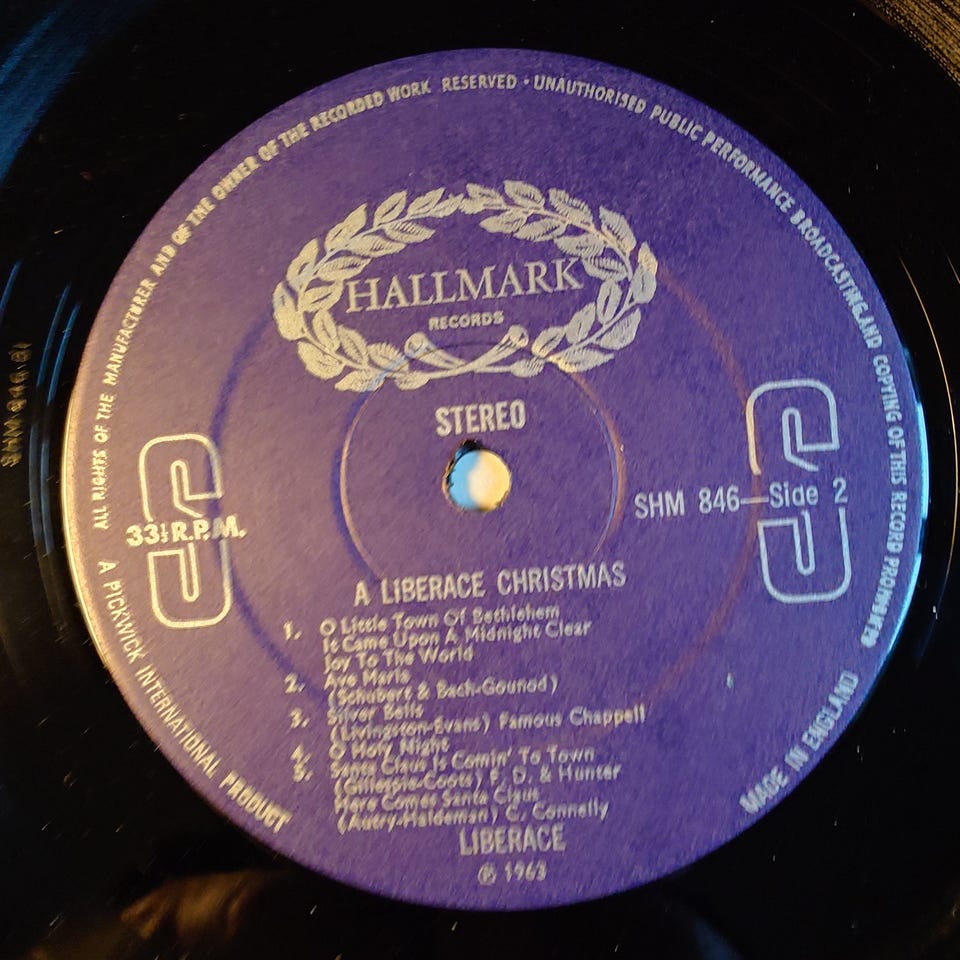 ALL RIGHTS OF THE MANUFACTURER AND OF THE OWNER OF THE RECORDED WORK RESERVED · UNAUTHORISED PUBLIC PERFORMANCE BROADCASTING AND COPYING OF THIS RECORD PROHIBITED
HALLMARK
RECORDS
STEREO
33⅓ R.P.M.
SHM 846—Side 2
A LIBERACE CHRISTMAS
1. O Little Town Of Bethlehem
It Came Upon A Midnight Clear
Joy To The World
2. Ave Maria
(Schubert & Bach-Gounod)
3. Silver Bells
(Livingston-Evans) Famous Chappell
4. O Holy Night
5. Santa Claus Is Comin' To Town
(Gillespie-Coots) F. D. & Hunter
Here Comes Santa Claus
(Autry-Haldeman) C. Connelly
LIBERACE
℗ 1963
A PICKWICK INTERNATIONAL PRODUCT
MADE IN ENGLAND